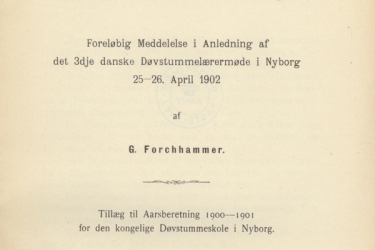 Foreløbig Meddelelse i Anledning af
det 3dje danske Døvstummelærermøde i Nyborg
25—26. April 1902
af
G. Forchhammer.
Tillæg til Aarsberetning 1900—1901
for den kongelige Døvstummeskole i Nyborg.